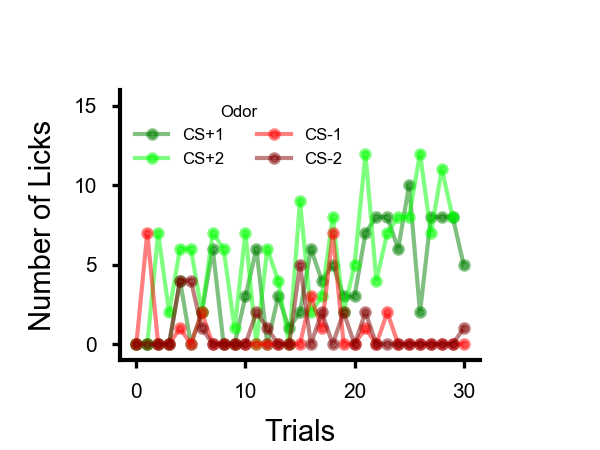 Number of Licks
15
10
5
0
Odor
CS+1 CS-1
CS+2 CS-2
0 10 20 30
Trials